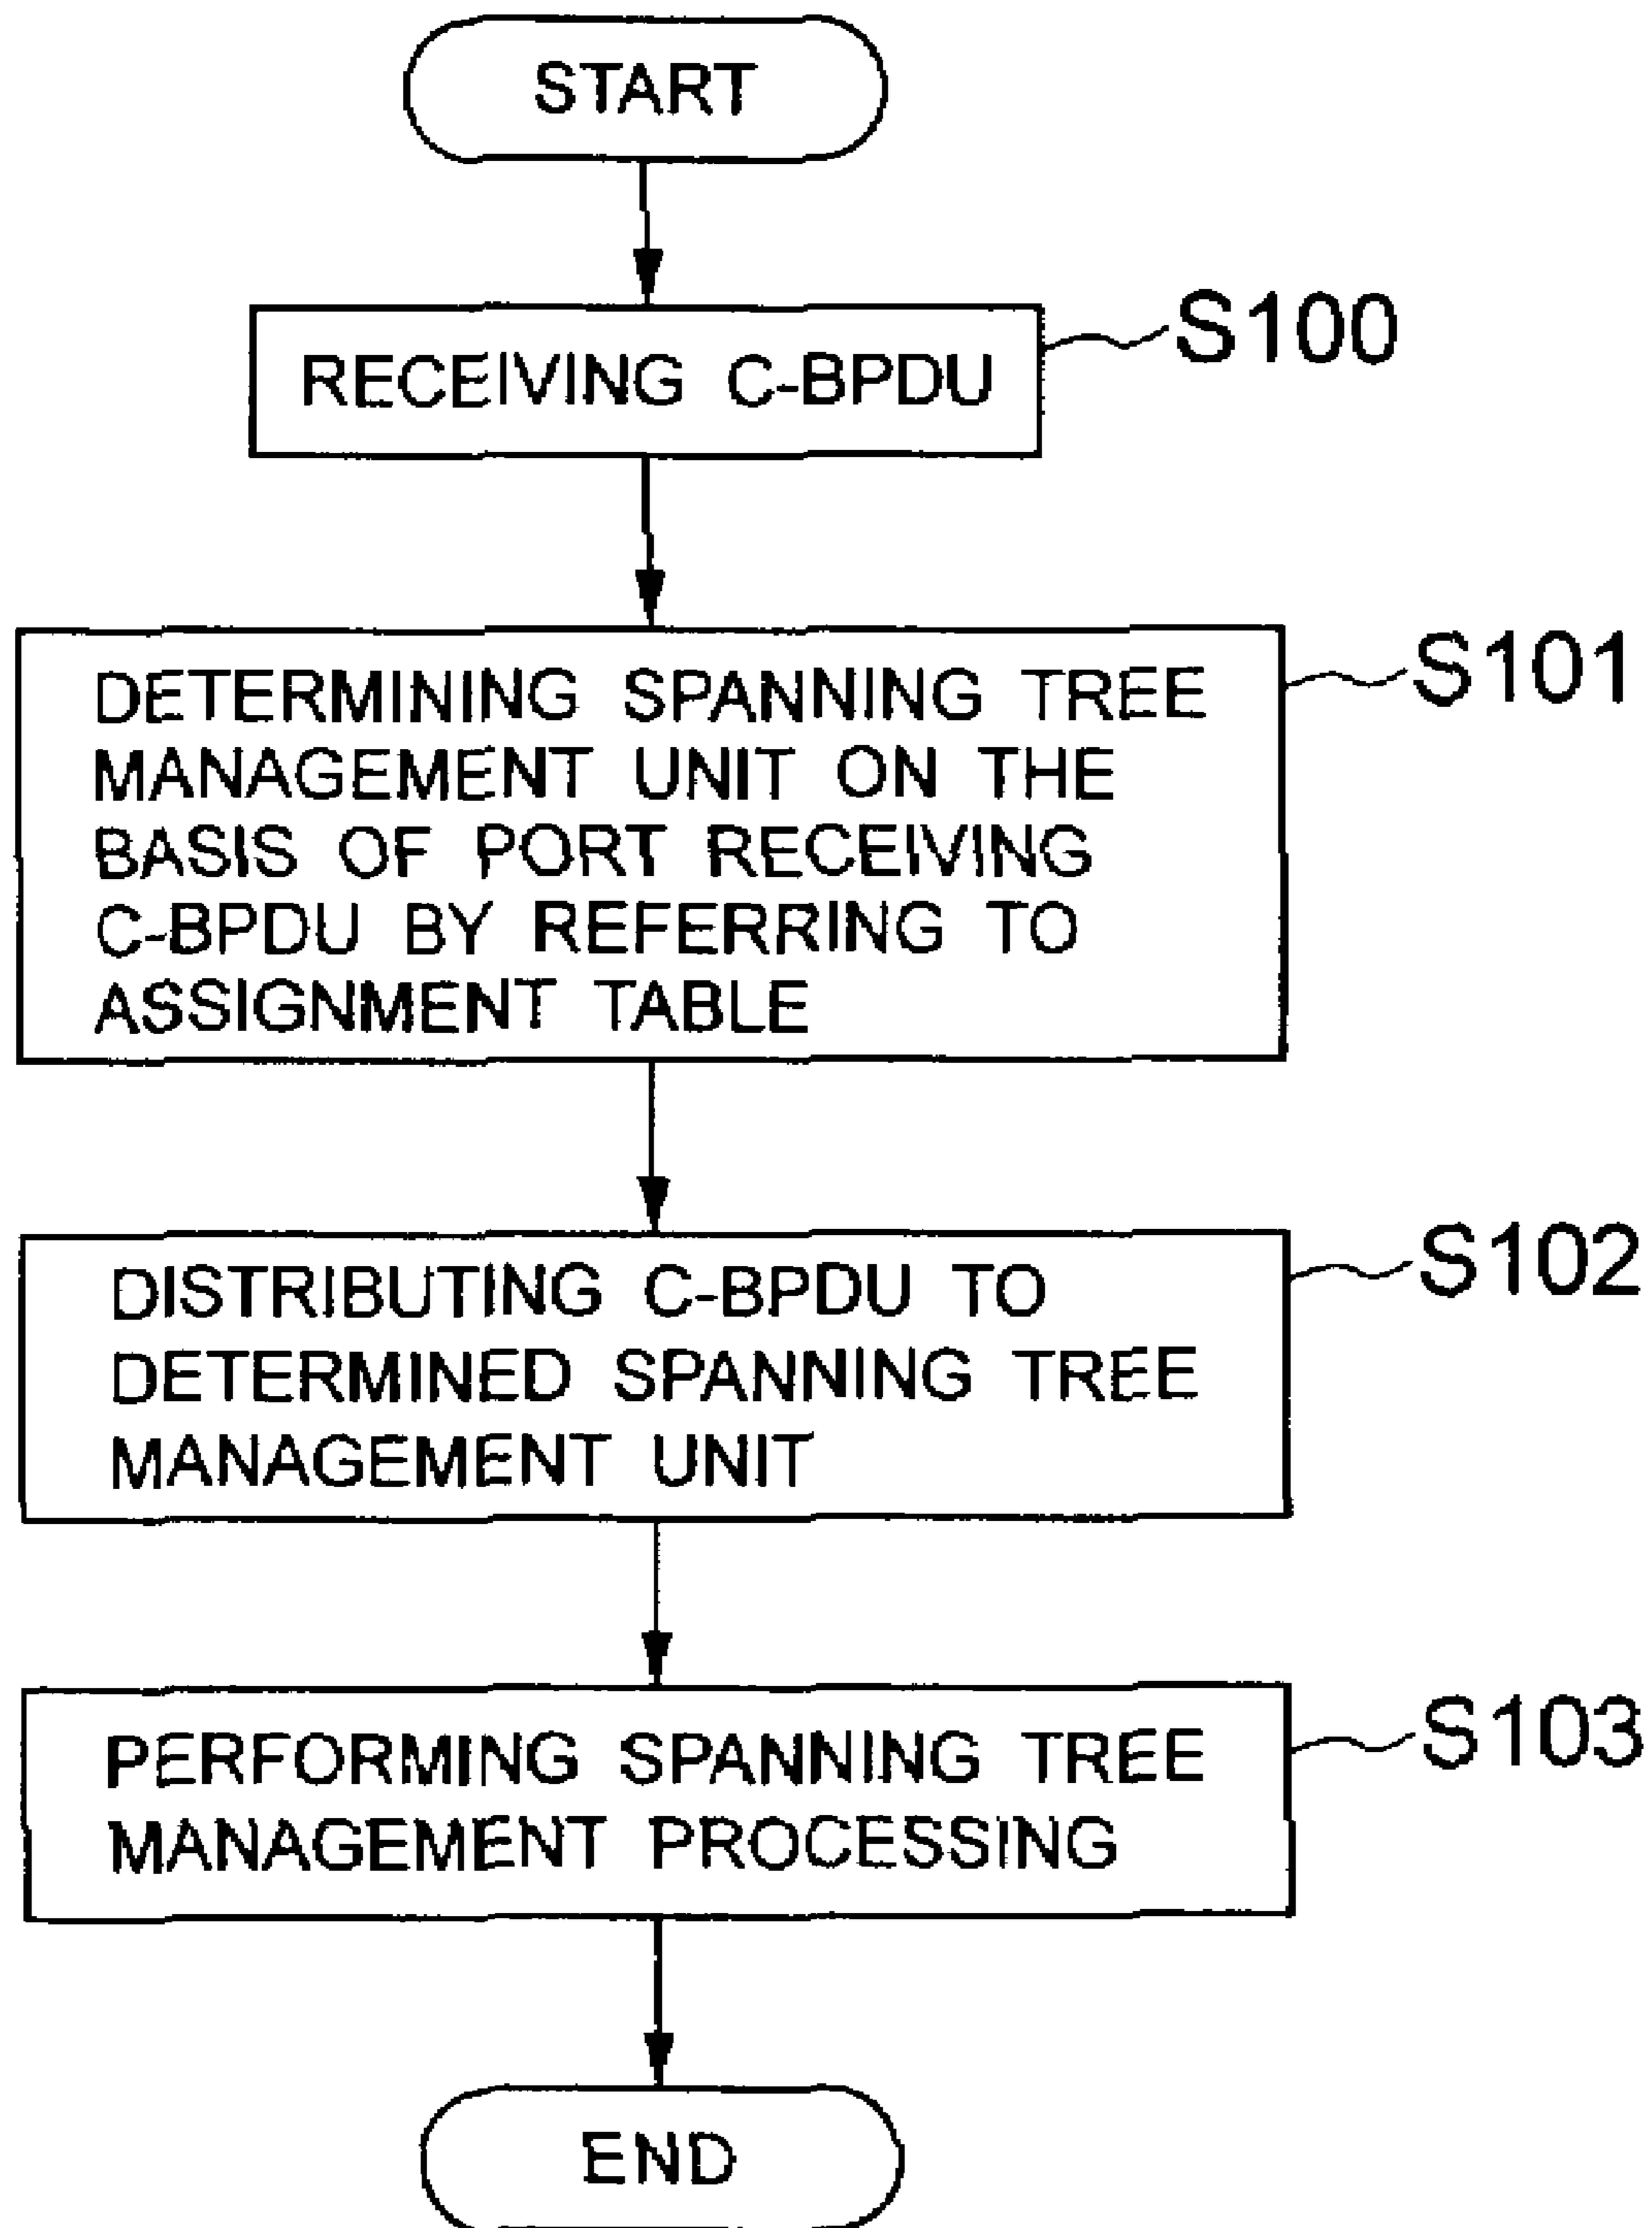 START
RECEIVING C-BPDU
S100
DETERMINING SPANNING TREE
MANAGEMENT UNIT ON THE
BASIS OF PORT RECEIVING
C-BPDU BY REFERRING TO
ASSIGNMENT TABLE
S101
DISTRIBUTING C-BPDU TO
DETERMINED SPANNING TREE
MANAGEMENT UNIT
S102
PERFORMING SPANNING TREE
MANAGEMENT PROCESSING
S103
END